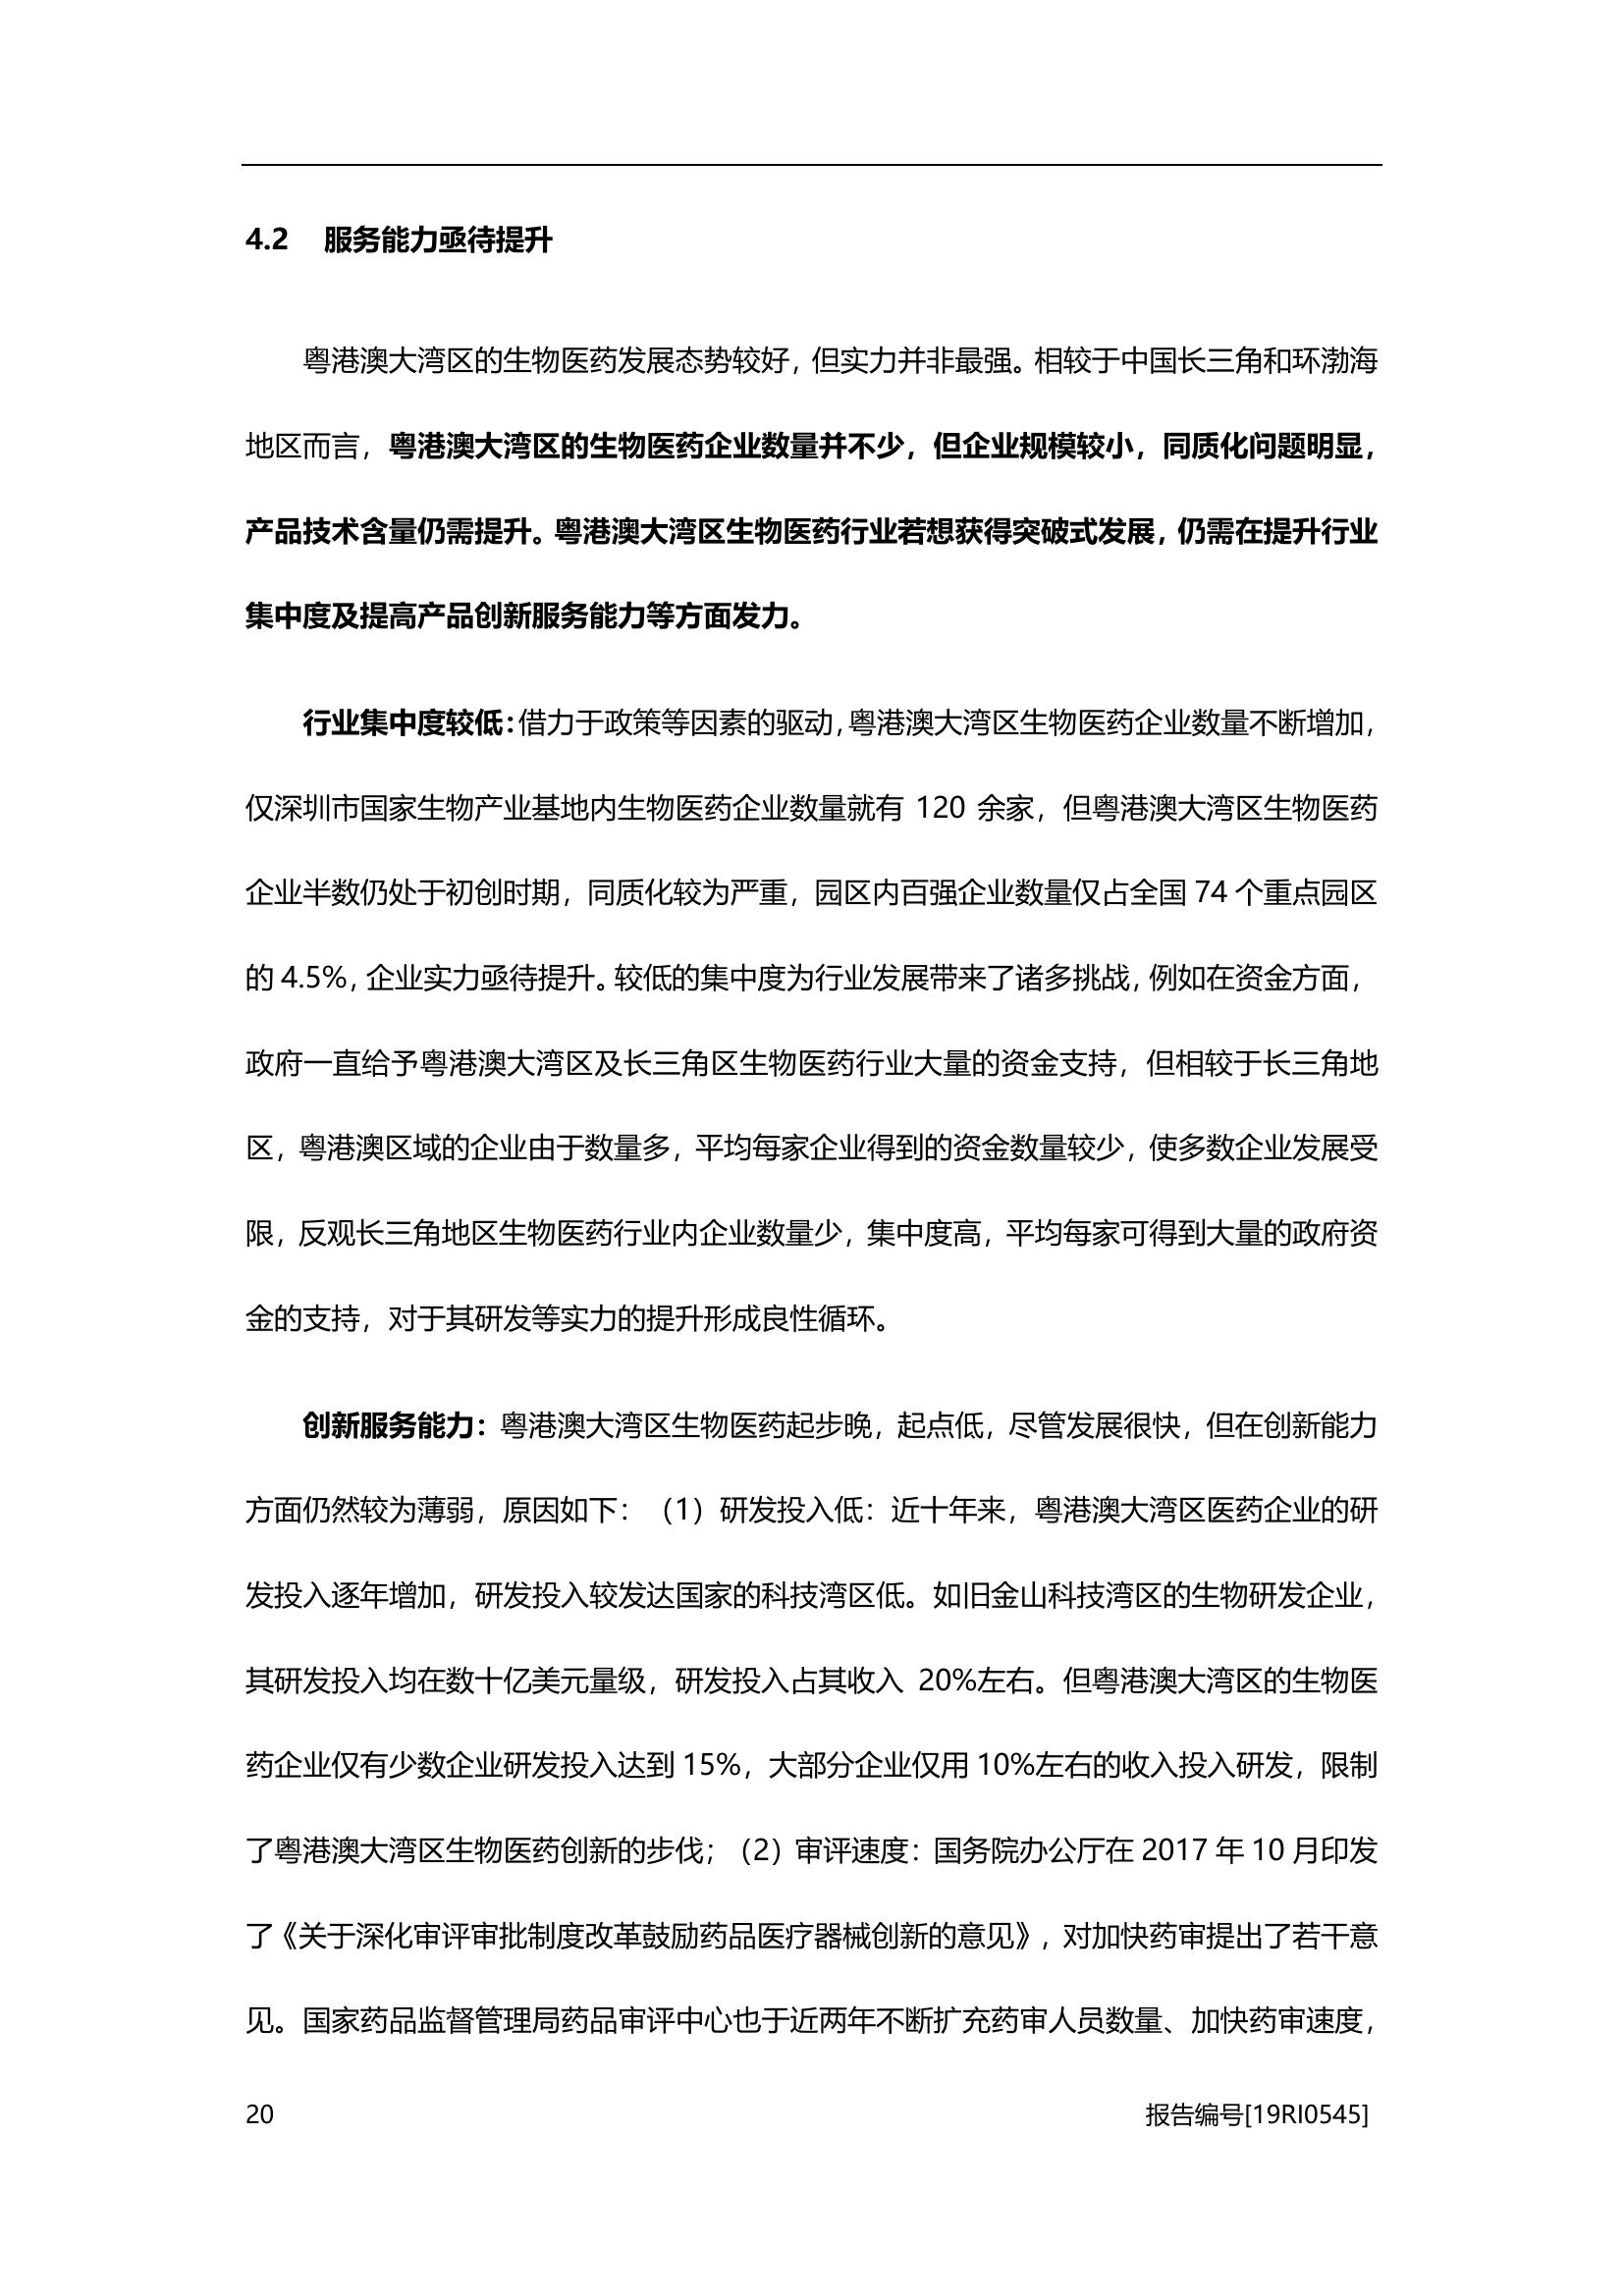 4.2 服务能力亟待提升
粤港澳大湾区的生物医药发展态势较好，但实力并非最强。相较于中国长三角和环渤海
地区而言，粤港澳大湾区的生物医药企业数量并不少，但企业规模较小，同质化问题明显，
产品技术含量仍需提升。粤港澳大湾区生物医药行业若想获得突破式发展，仍需在提升行业
集中度及提高产品创新服务能力等方面发力。
行业集中度较低：借力于政策等因素的驱动，粤港澳大湾区生物医药企业数量不断增加，
仅深圳市国家生物产业基地内生物医药企业数量就有 120 余家，但粤港澳大湾区生物医药
企业半数仍处于初创时期，同质化较为严重，园区内百强企业数量仅占全国 74 个重点园区
的 4.5%，企业实力亟待提升。较低的集中度为行业发展带来了诸多挑战，例如在资金方面，
政府一直给予粤港澳大湾区及长三角区生物医药行业大量的资金支持，但相较于长三角地
区，粤港澳区域的企业由于数量多，平均每家企业得到的资金数量较少，使多数企业发展受
限，反观长三角地区生物医药行业内企业数量少，集中度高，平均每家可得到大量的政府资
金的支持，对于其研发等实力的提升形成良性循环。
创新服务能力：粤港澳大湾区生物医药起步晚，起点低，尽管发展很快，但在创新能力
方面仍然较为薄弱，原因如下：（1）研发投入低：近十年来，粤港澳大湾区医药企业的研
发投入逐年增加，研发投入较发达国家的科技湾区低。如旧金山科技湾区的生物研发企业，
其研发投入均在数十亿美元量级，研发投入占其收入 20%左右。但粤港澳大湾区的生物医
药企业仅有少数企业研发投入达到 15%，大部分企业仅用 10%左右的收入投入研发，限制
了粤港澳大湾区生物医药创新的步伐；（2）审评速度：国务院办公厅在 2017 年 10 月印发
了《关于深化审评审批制度改革鼓励药品医疗器械创新的意见》，对加快药审提出了若干意
见。国家药品监督管理局药品审评中心也于近两年不断扩充药审人员数量、加快药审速度，
20 报告编号[19RI0545]